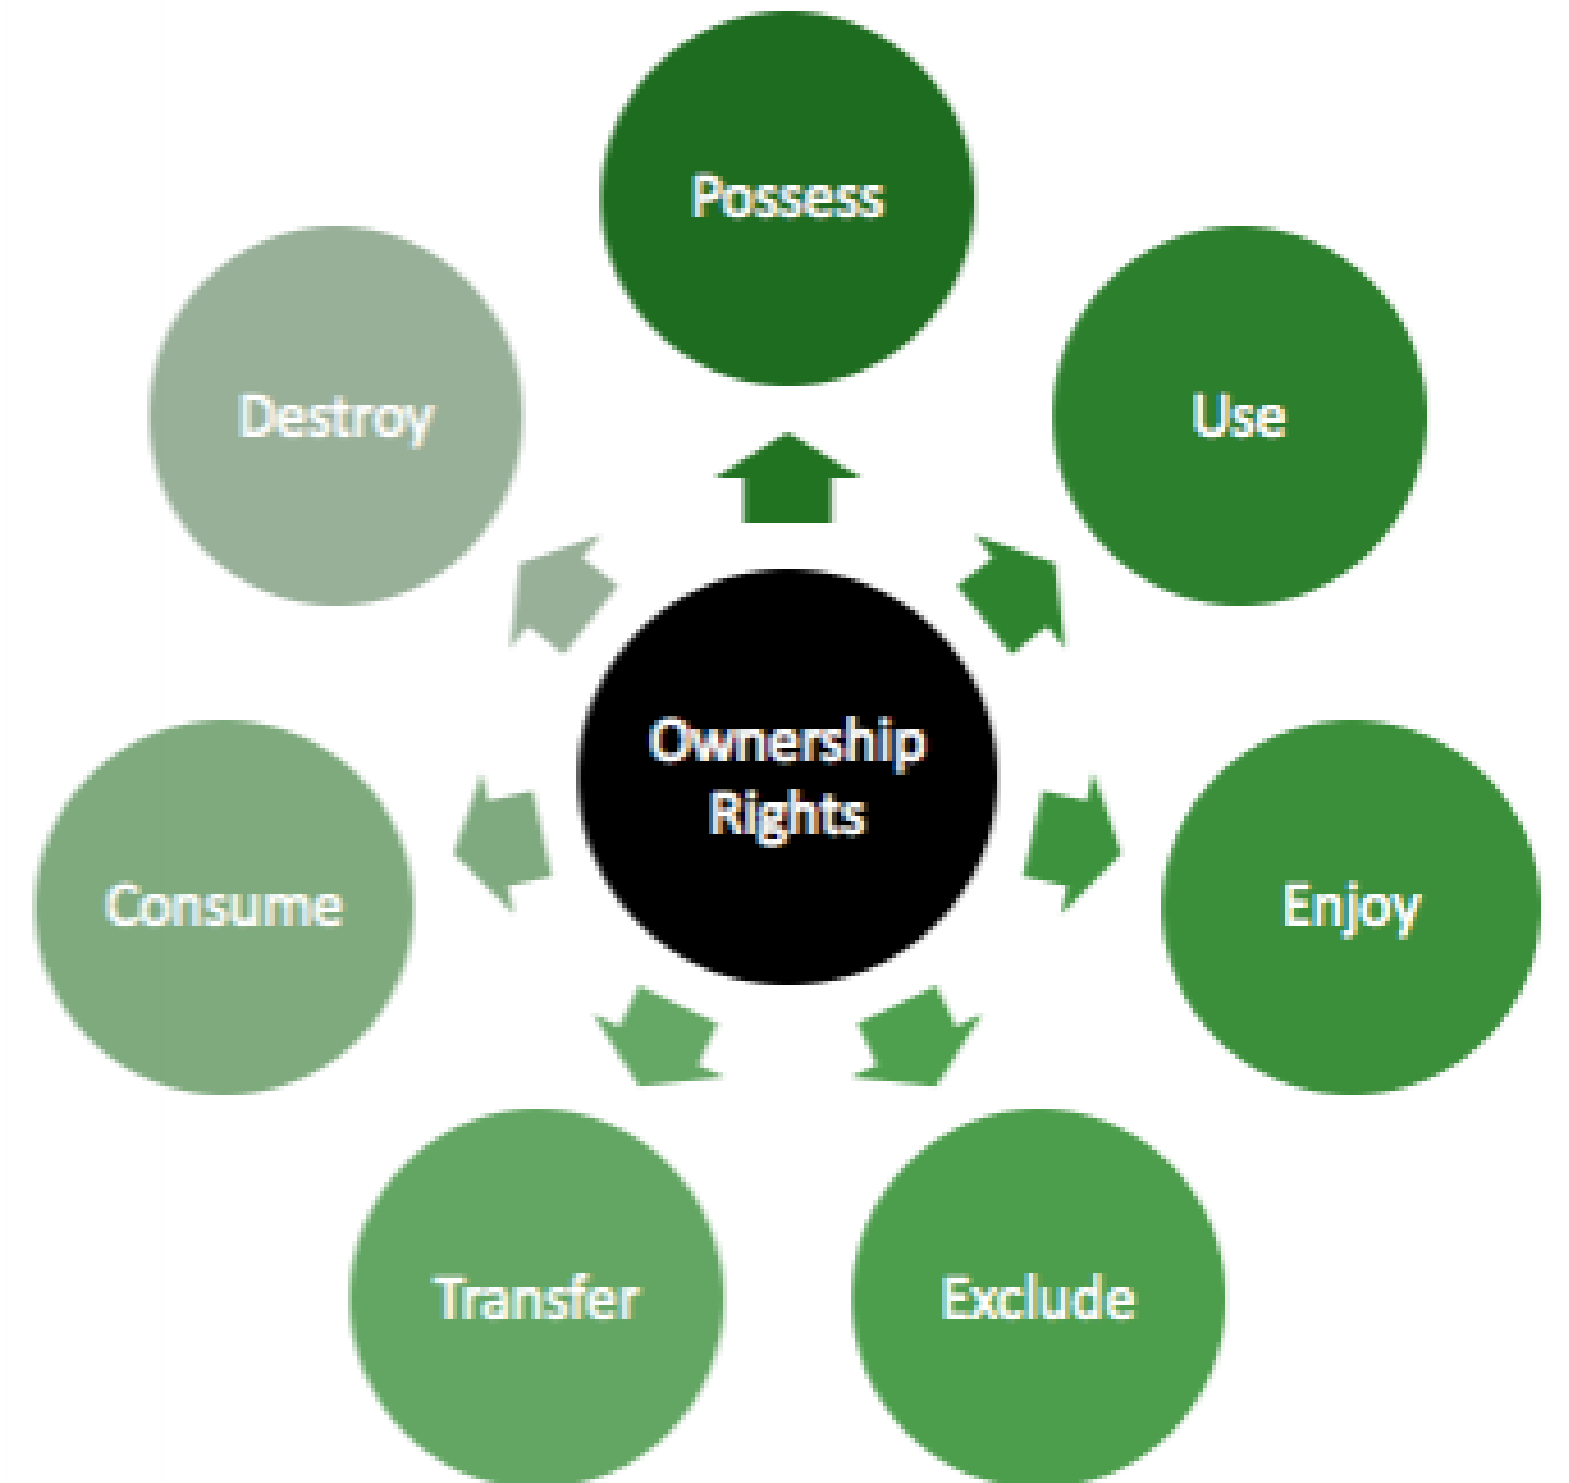 Possess
Use
Enjoy
Exclude
Transfer
Consume
Destroy
Ownership
Rights